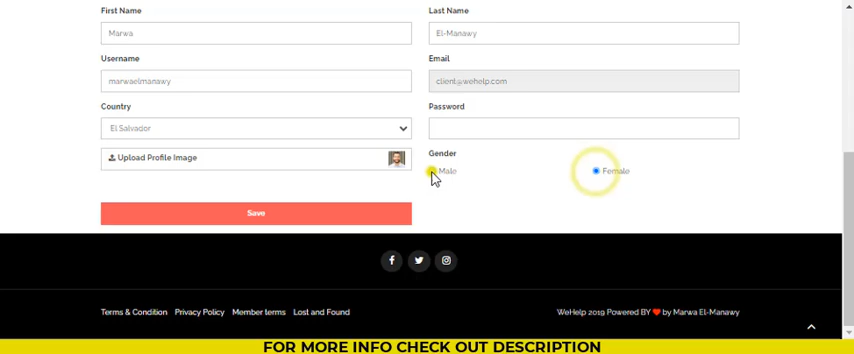 First Name
Last Name
Marwa
El-Manawy
Username
Email
marwaelmanawy
client@wehelp.com
Country
Password
El Salvador
Upload Profile Image
Gender
Male
Female
Save
Terms & Condition Privacy Policy Member terms Lost and Found
WeHelp 2019 Powered BY by Marwa El-Manawy
FOR MORE INFO CHECK OUT DESCRIPTION